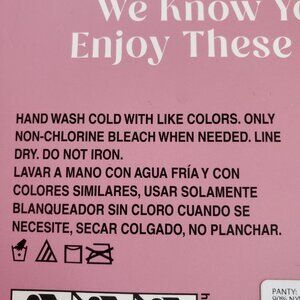 We Know Yo
Enjoy These
HAND WASH COLD WITH LIKE COLORS. ONLY
NON-CHLORINE BLEACH WHEN NEEDED. LINE
DRY. DO NOT IRON.
LAVAR A MANO CON AGUA FRÍA Y CON
COLORES SIMILARES, USAR SOLAMENTE
BLANQUEADOR SIN CLORO CUANDO SE
NECESITE, SECAR COLGADO, NO PLANCHAR.
PANTY: